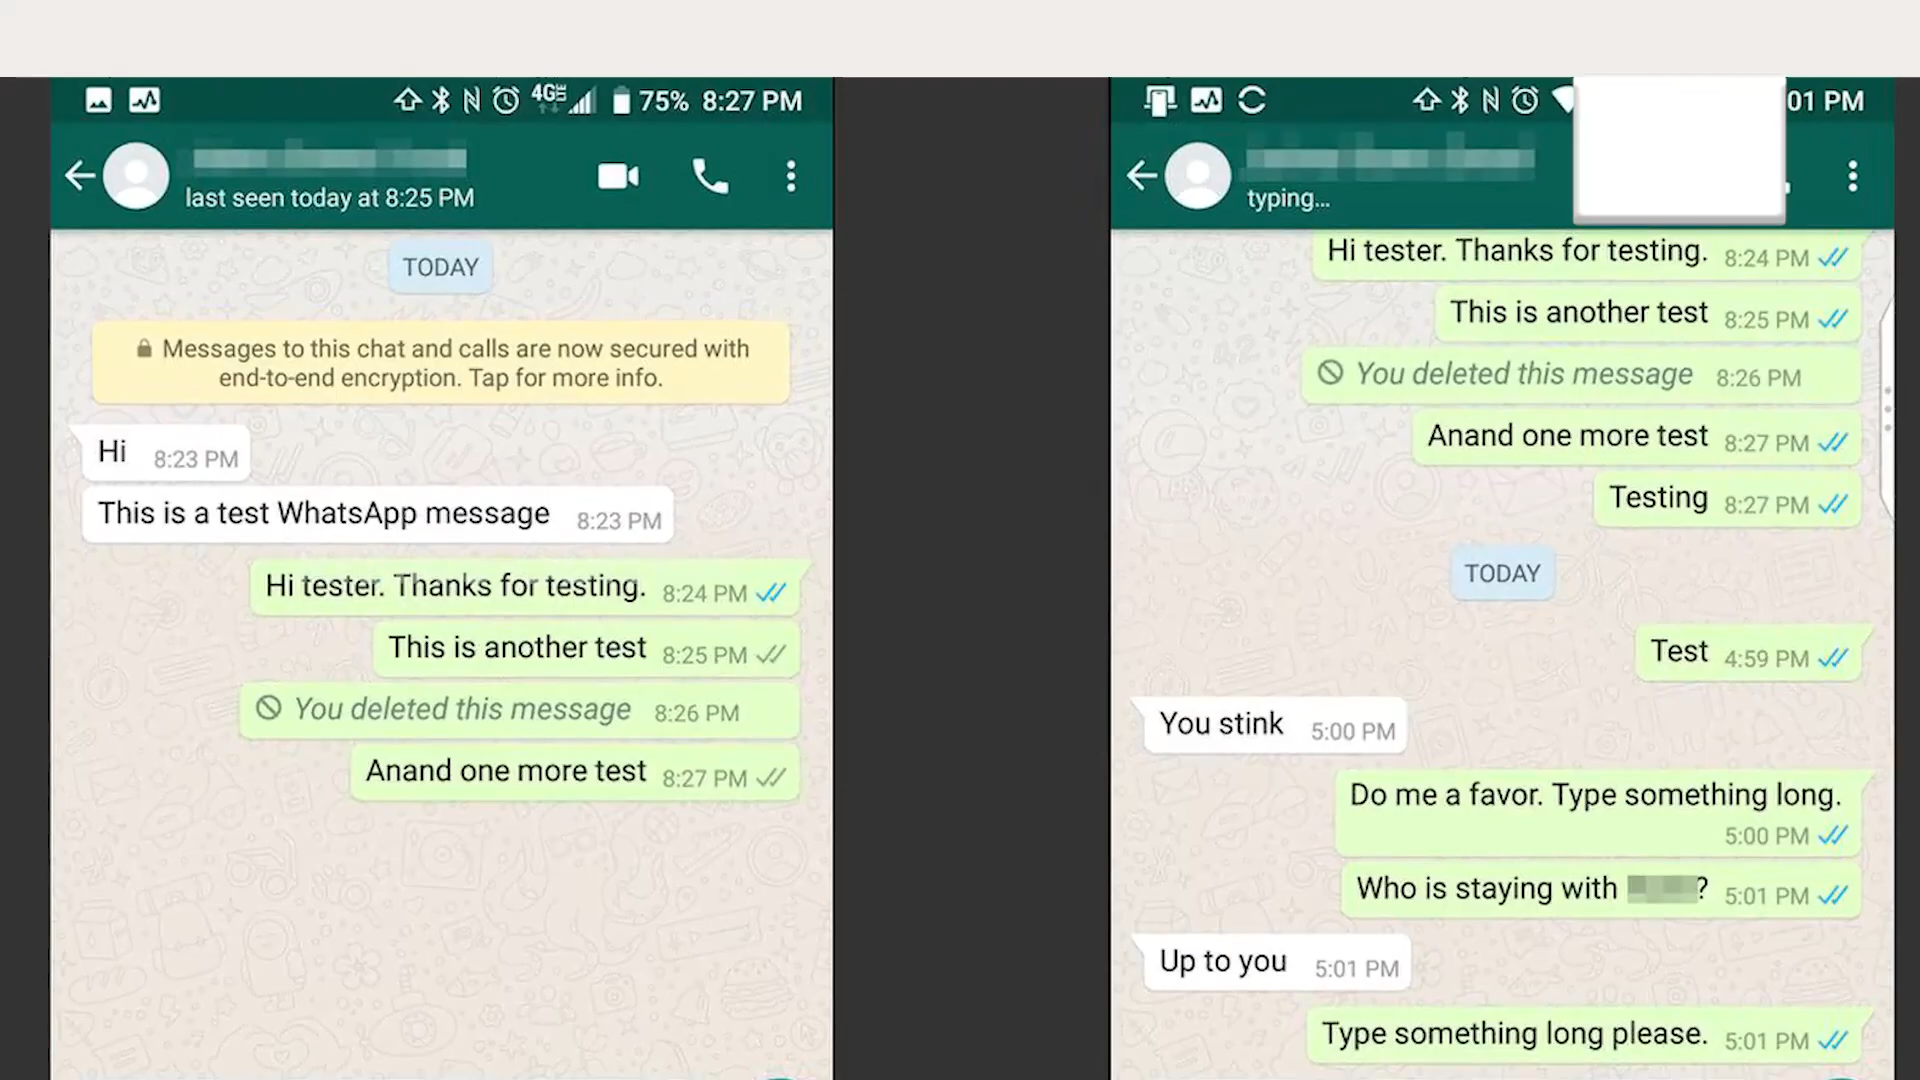 4G LTE 75% 8:27 PM
last seen today at 8:25 PM
TODAY
Messages to this chat and calls are now secured with
end-to-end encryption. Tap for more info.
Hi 8:23 PM
This is a test WhatsApp message 8:23 PM
Hi tester. Thanks for testing. 8:24 PM
This is another test 8:25 PM
You deleted this message 8:26 PM
Anand one more test 8:27 PM
01 PM
typing...
Hi tester. Thanks for testing. 8:24 PM
This is another test 8:25 PM
You deleted this message 8:26 PM
Anand one more test 8:27 PM
Testing 8:27 PM
TODAY
Test 4:59 PM
You stink 5:00 PM
Do me a favor. Type something long.
5:00 PM
Who is staying with ? 5:01 PM
Up to you 5:01 PM
Type something long please. 5:01 PM